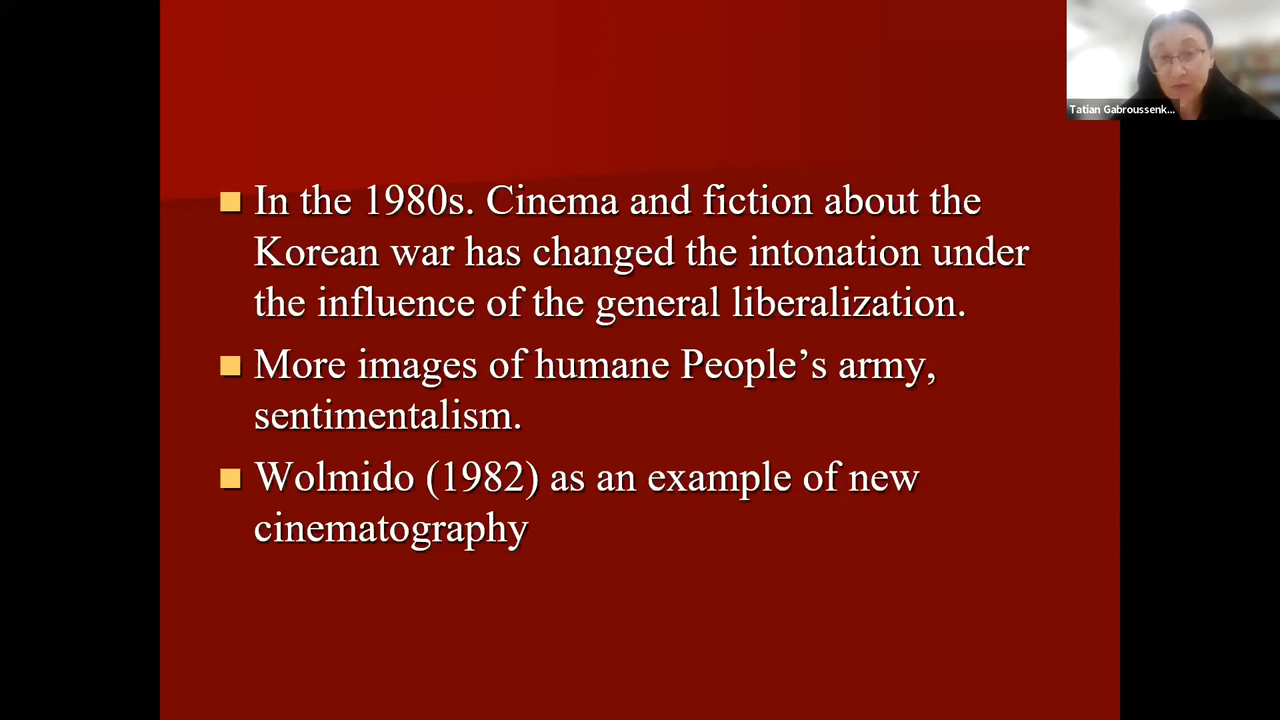 Tatian Gabroussenk...
In the 1980s. Cinema and fiction about the
Korean war has changed the intonation under
the influence of the general liberalization.
More images of humane People’s army,
sentimentalism.
Wolmido (1982) as an example of new
cinematography